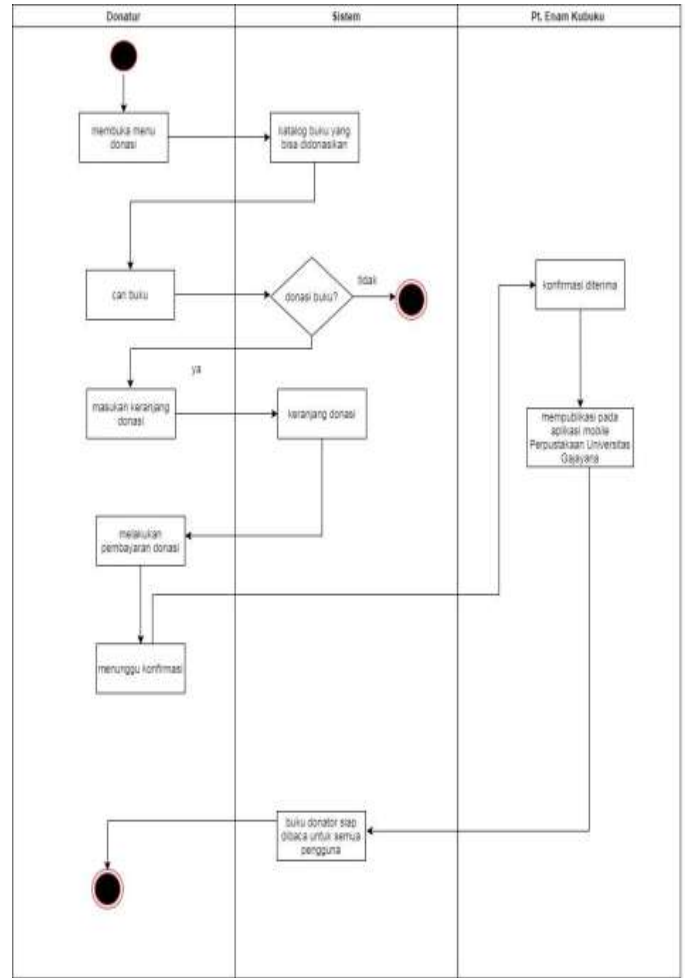 Donatur
Sistem
Pt. Enam Kubuku
membuka menu
donasi
katalog buku yang
bisa didonasikan
cari buku
donasi buku?
tidak
konfirmasi diterima
ya
masukan keranjang
donasi
keranjang donasi
mempublikasi pada
aplikasi mobile
Perpustakaan Universitas
Gajayana
melakukan
pembayaran donasi
menunggu konfirmasi
buku donator siap
dibaca untuk semua
pengguna